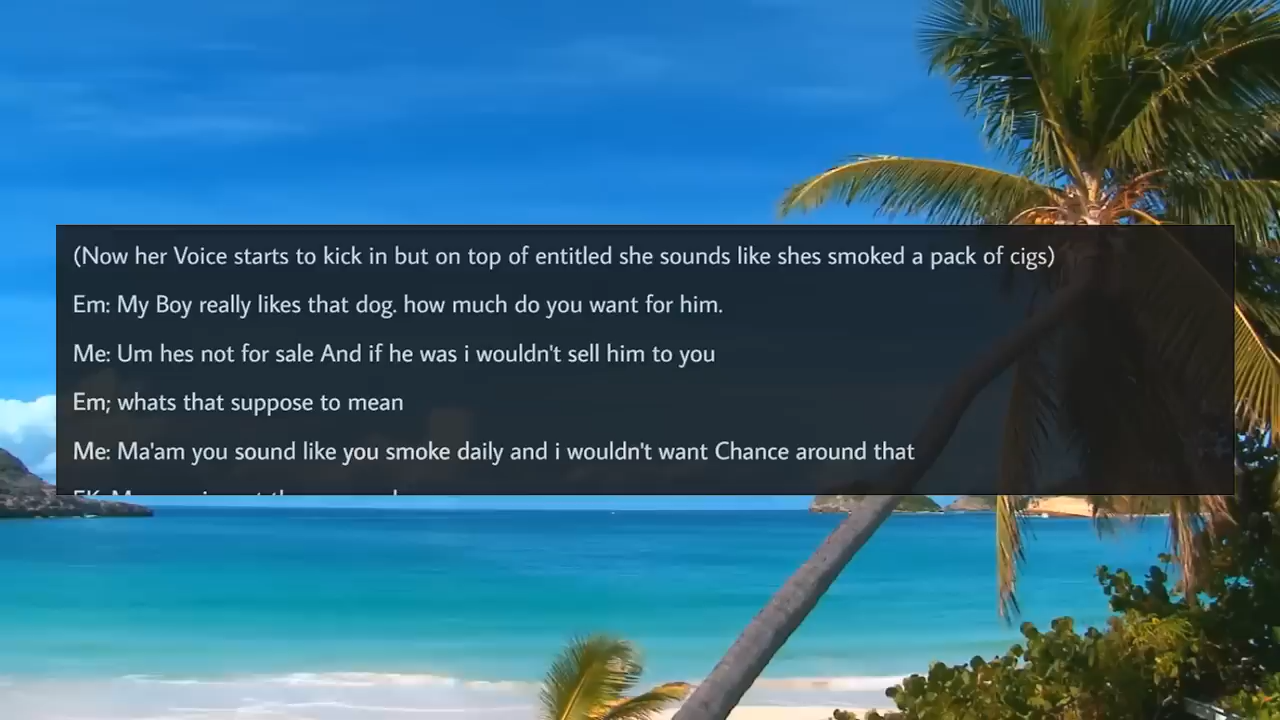 (Now her Voice starts to kick in but on top of entitled she sounds like shes smoked a pack of cigs)
Em: My Boy really likes that dog. how much do you want for him.
Me: Um hes not for sale And if he was i wouldn't sell him to you
Em; whats that suppose to mean
Me: Ma'am you sound like you smoke daily and i wouldn't want Chance around that